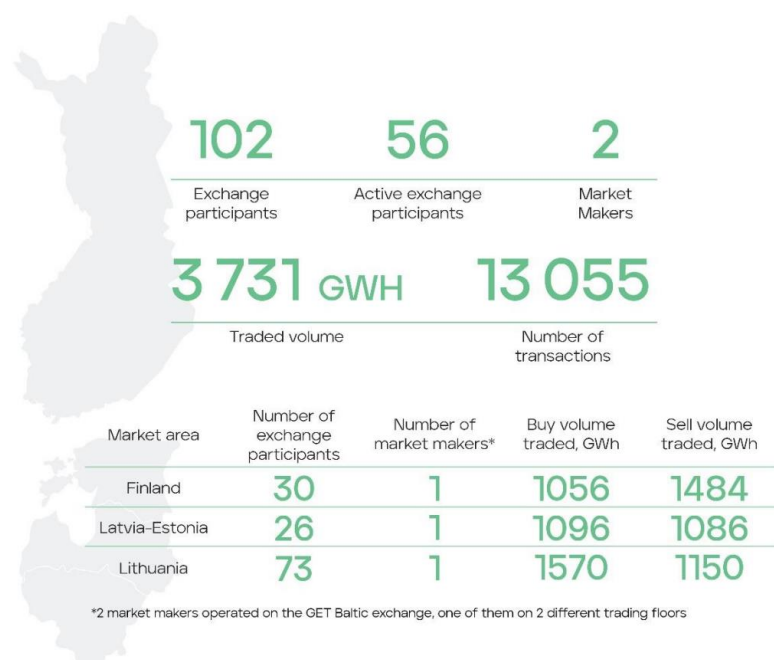 102 56 2
Exchange participants Active exchange participants Market Makers
3 731 GWH 13 055
Traded volume Number of transactions
Market area Number of exchange participants Number of market makers* Buy volume traded, GWh Sell volume traded, GWh
Finland 30 1 1056 1484
Latvia-Estonia 26 1 1096 1086
Lithuania 73 1 1570 1150
*2 market makers operated on the GET Baltic exchange, one of them on 2 different trading floors